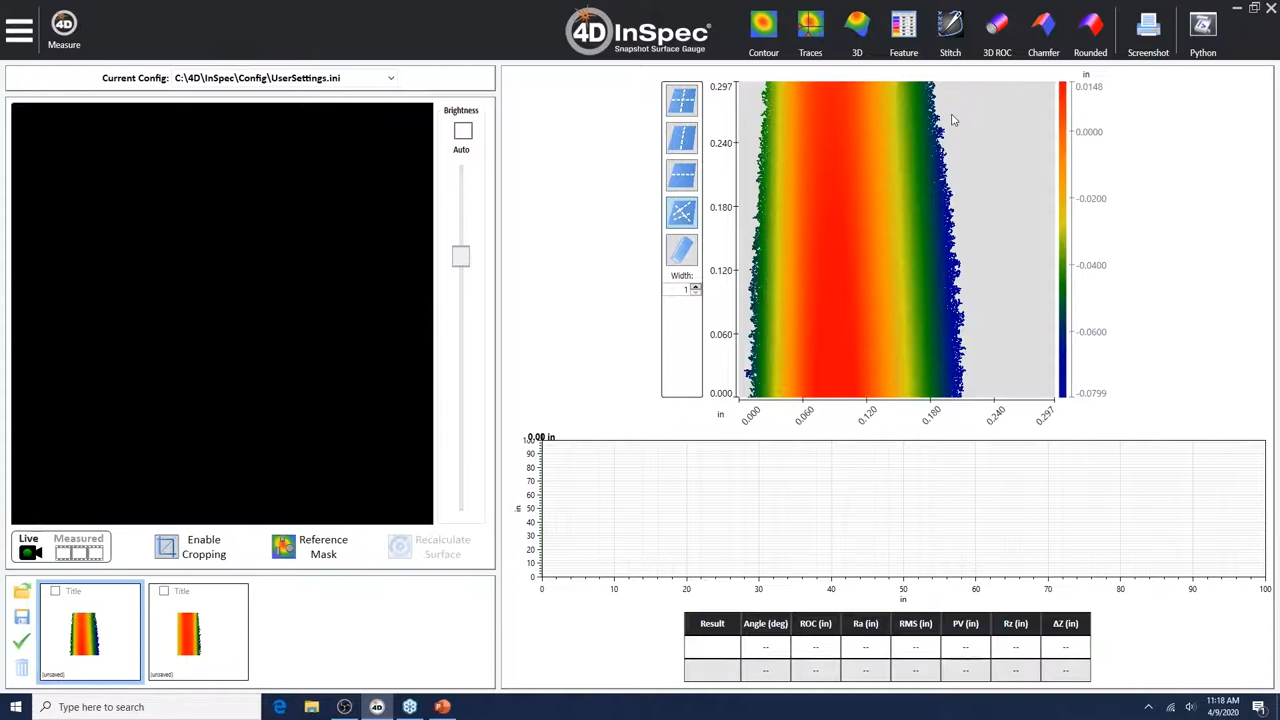 Measure
4DInSpec®
Snapshot Surface Gauge
Contour
Traces
3D
Feature
Stitch
3D ROC
Chamfer
Rounded
Screenshot
Python
Current Config: C:\4D\InSpec\Config\UserSettings.ini
Brightness
Auto
Live
Measured
Enable
Cropping
Reference
Mask
Recalculate
Surface
Title
(unsaved)
Title
(unsaved)
Width:
1
0.297
0.240
0.180
0.120
0.060
0.000
in
0.000
0.060
0.120
0.180
0.240
0.297
in
0.0148
0.0000
-0.0200
-0.0400
-0.0600
-0.0799
0.00 in
100
90
80
70
60
50
40
30
20
10
0
in
0 10 20 30 40 50 60 70 80 90 100
in
Result Angle (deg) ROC (in) Ra (in) RMS (in) PV (in) Rz (in) ΔZ (in)
-- -- -- -- -- -- --
-- -- -- -- -- -- --
Type here to search
11:18 AM
4/9/2020
1